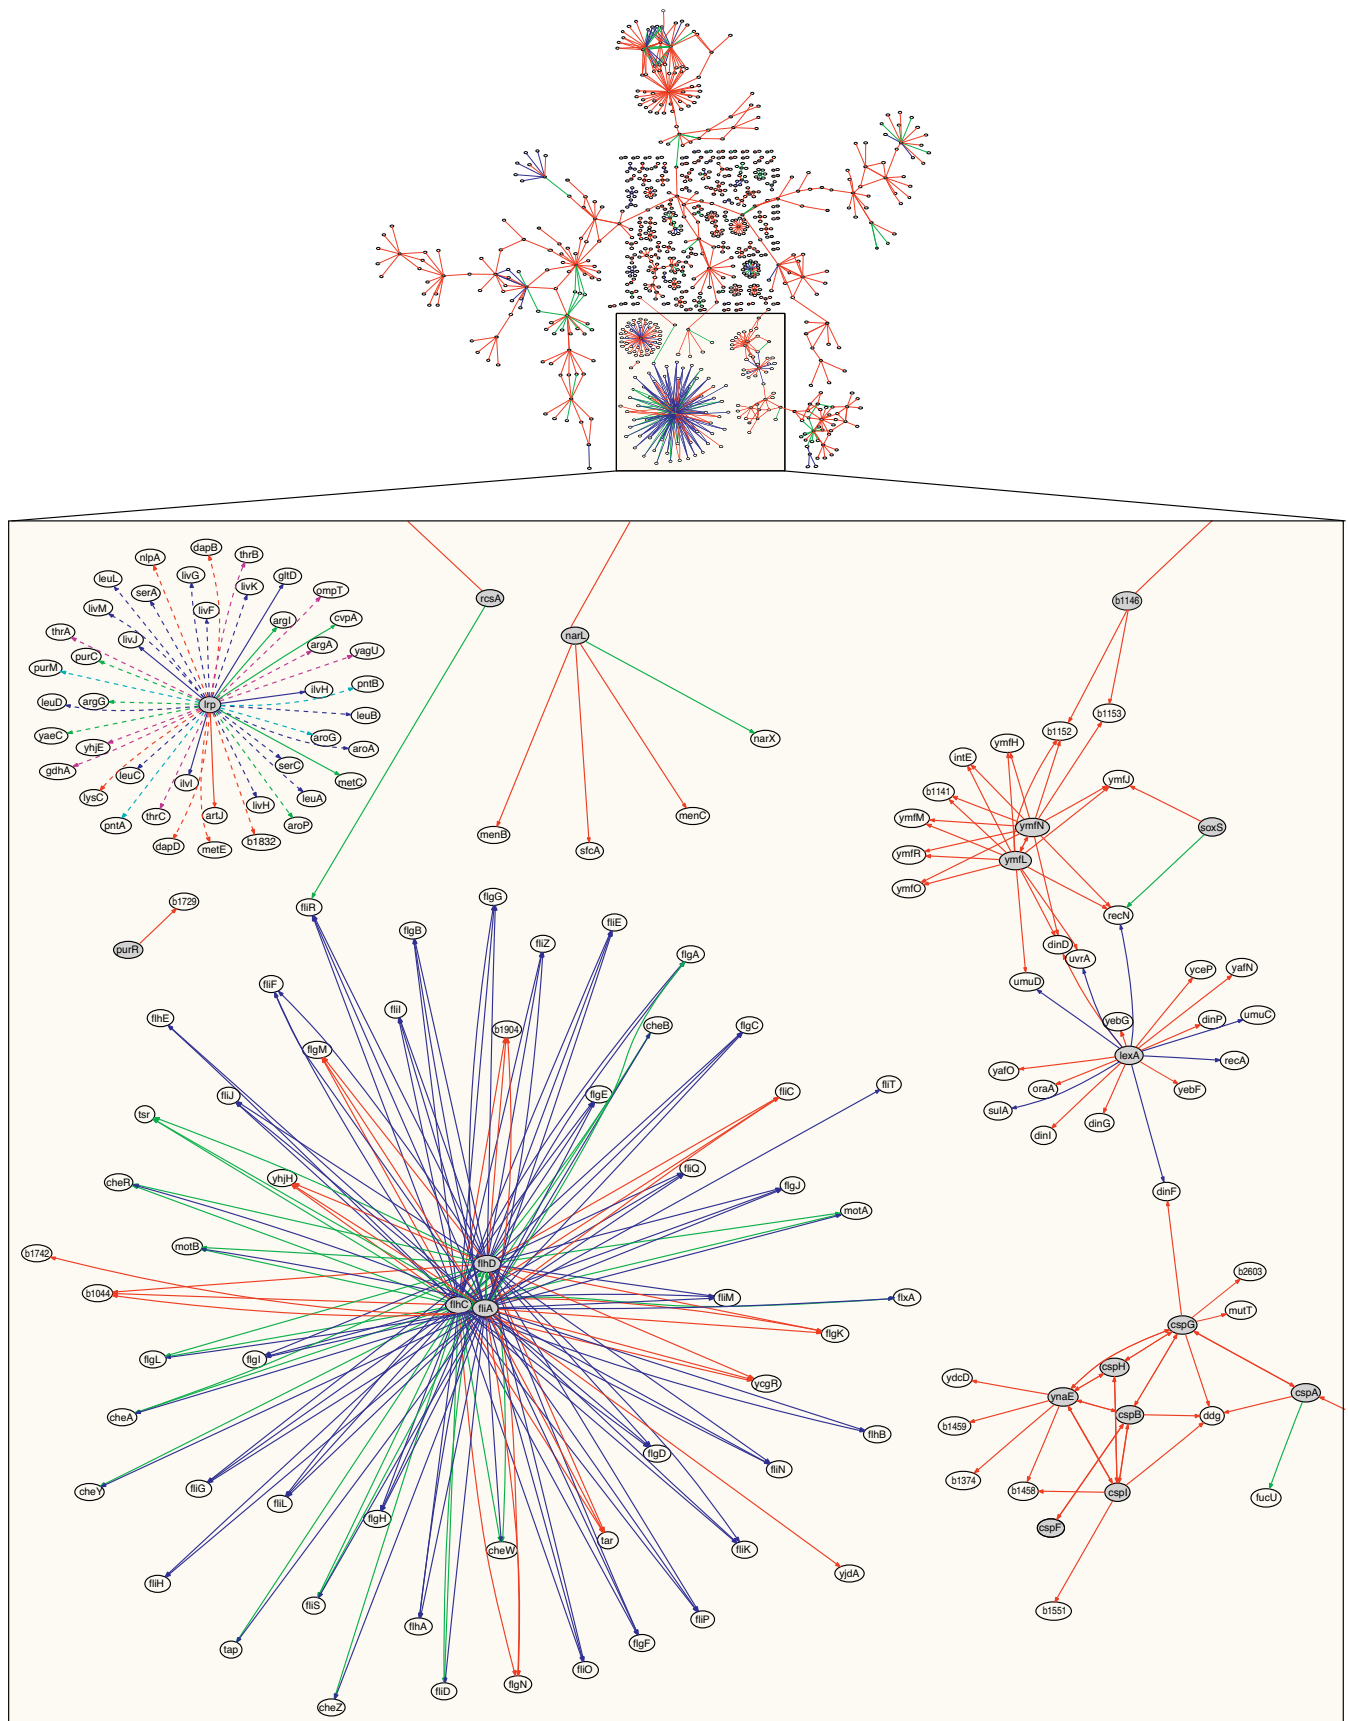 dapB
nlpA
thrB
leuL
livG
gltD
serA
livK
ompT
livM
livF
argI
cvpA
thrA
livJ
argA
yagU
purC
purM
pntB
ilvH
leuD
argG
lrp
leuB
yaeC
aroG
aroA
yhjE
serC
gdhA
leuC
ilvI
metC
lysC
livH
leuA
pntA
thrC
artJ
aroP
dapD
metE
b1832
rcsA
narL
narX
menB
sfcA
menC
b1146
b1153
b1152
ymfH
intE
ymfJ
b1141
ymfM
ymfN
soxS
ymfR
ymfL
ymfO
recN
dinD
uvrA
umuD
yceP
yafN
yebG
dinP
umuC
lexA
recA
yafO
oraA
yebF
sulA
dinG
dinI
dinF
b2603
mutT
cspG
cspH
ydcD
ynaE
cspA
cspB
ddg
b1459
b1374
b1458
cspI
fucU
cspF
b1551
b1729
purR
fliR
flgG
flgB
fliE
fliZ
flgA
fliF
fliI
flhE
b1904
cheB
flgC
flgM
fliJ
flgE
fliC
fliT
tsr
cheR
yhjH
fliQ
flgJ
motA
motB
b1742
flhD
b1044
flhC
fliA
fliM
flxA
flgK
flgL
flgI
ycgR
cheA
flhB
flgD
fliN
cheY
fliG
fliL
flgH
tar
cheW
fliK
fliH
yjdA
fliS
flhA
fliP
tap
flgF
fliO
fliD
flgN
cheZ